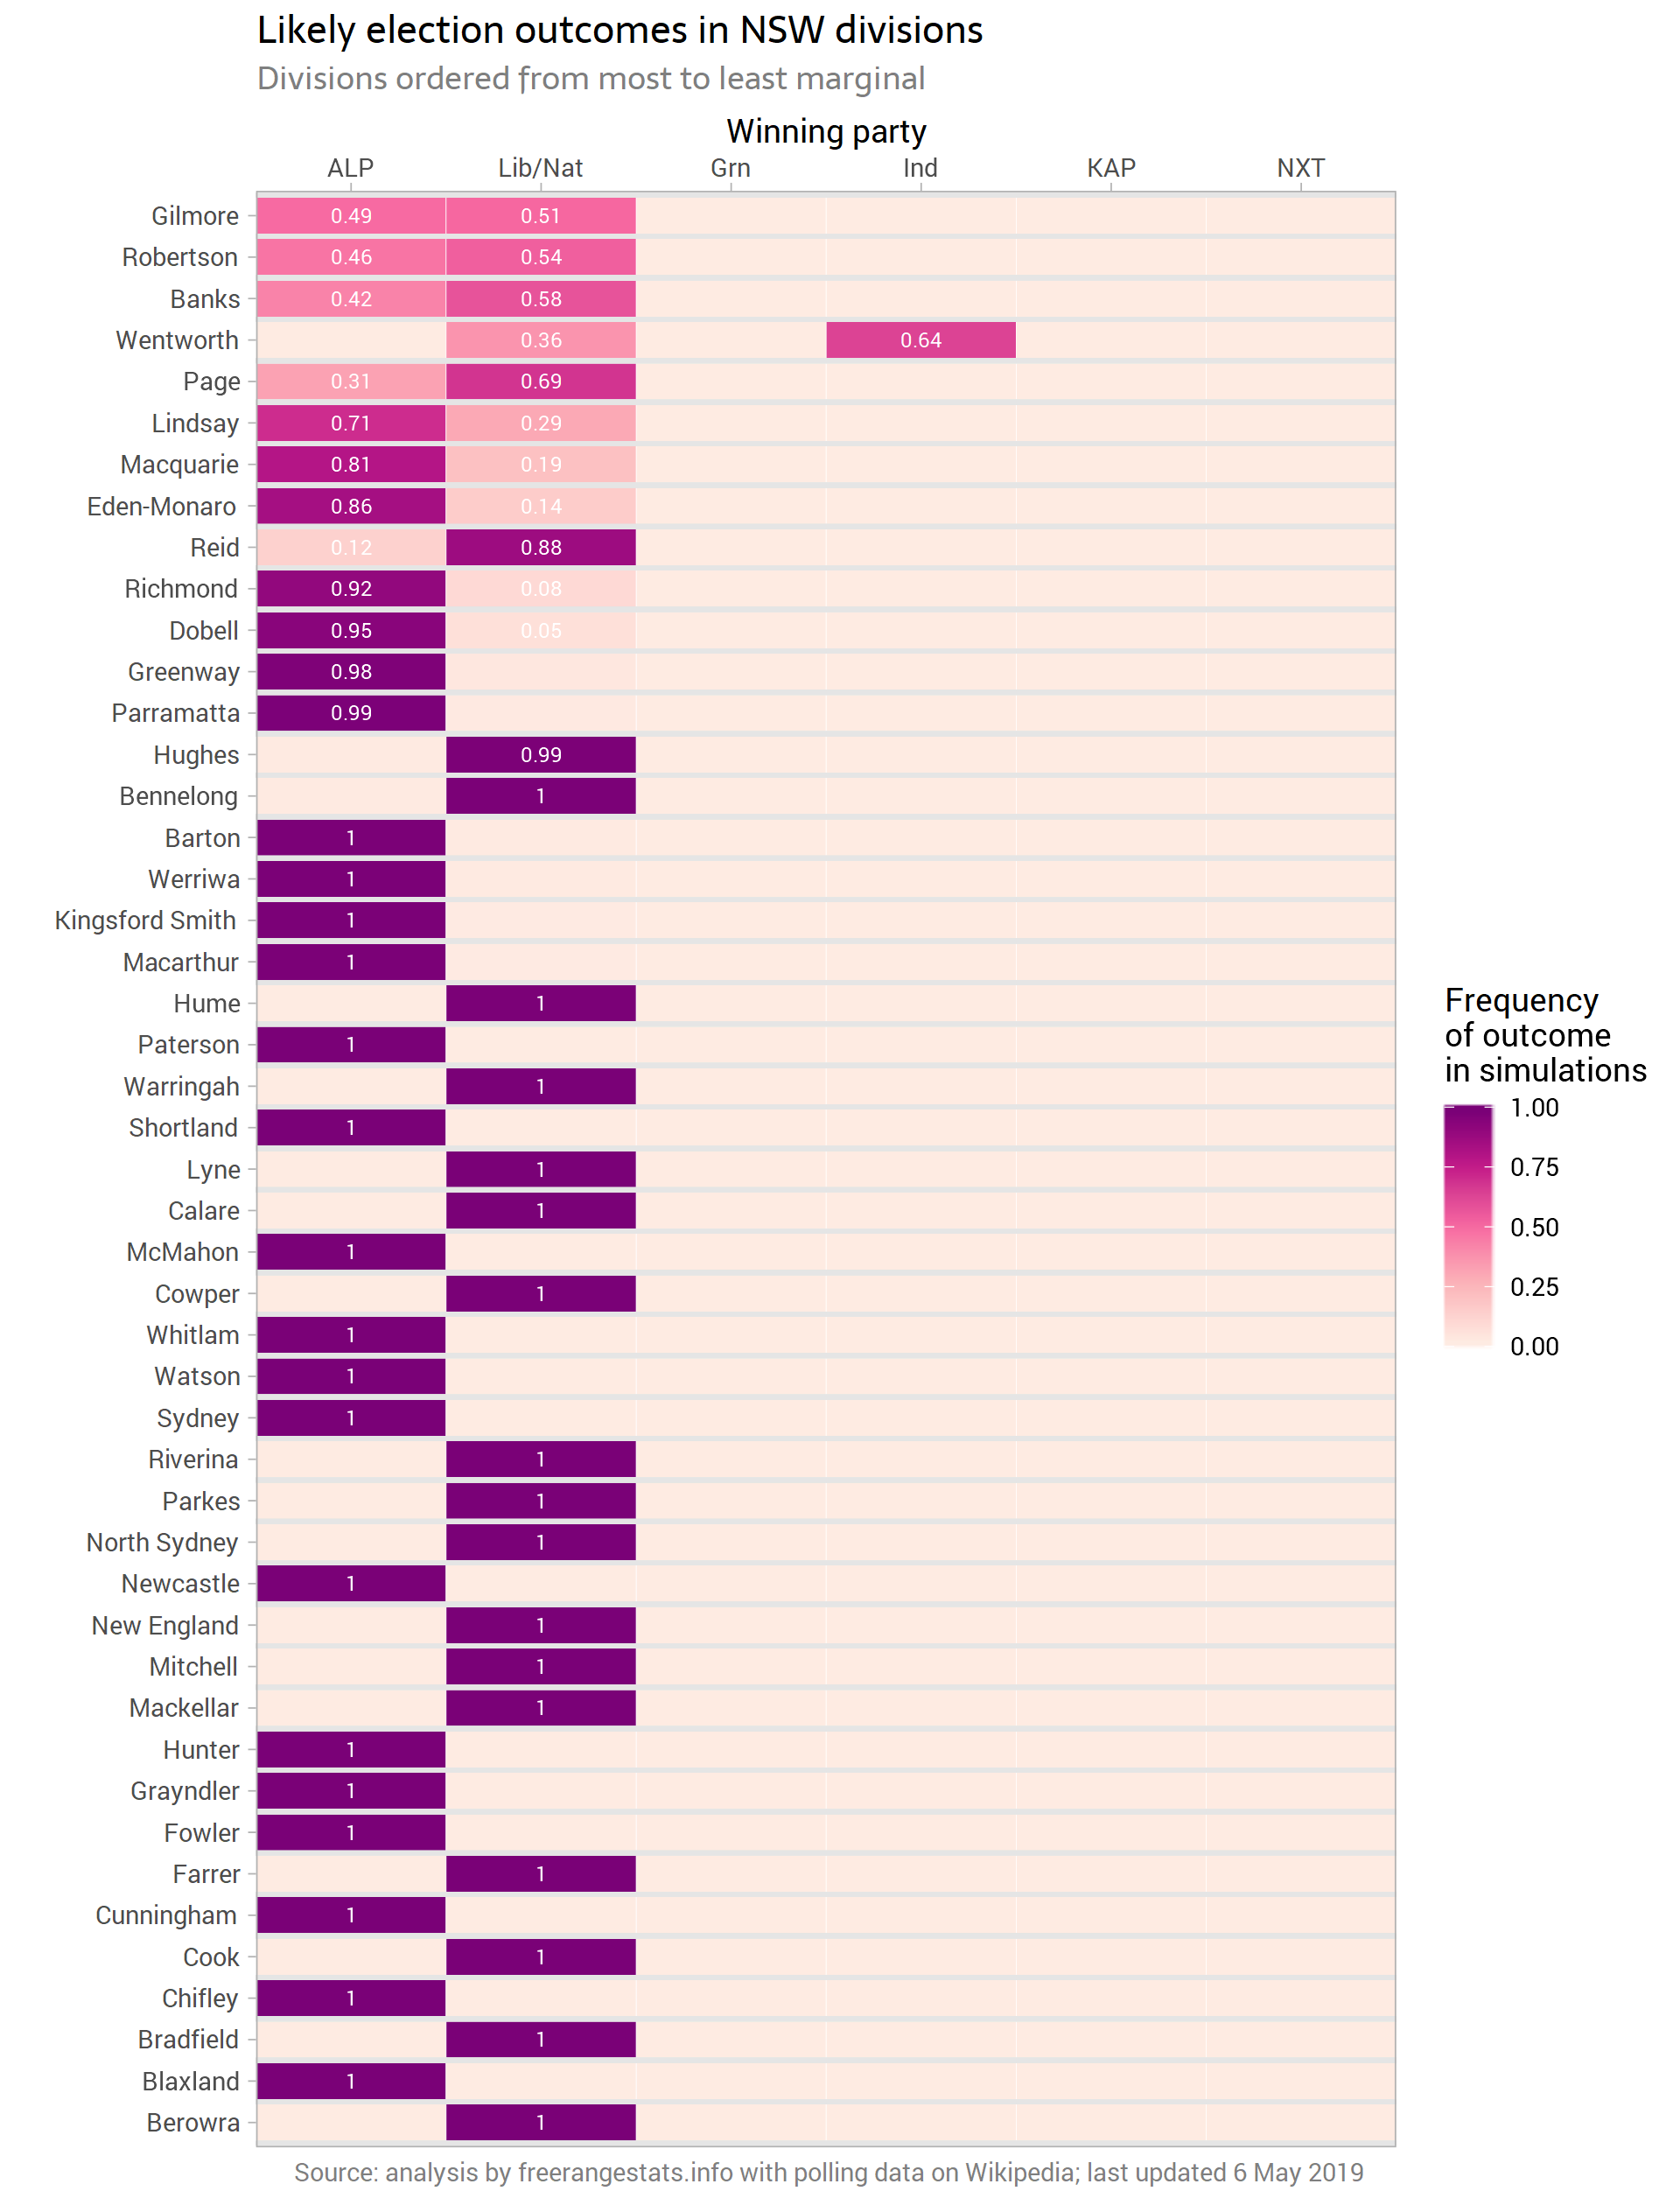 Likely election outcomes in NSW divisions
Divisions ordered from most to least marginal
Winning party
ALP Lib/Nat Grn Ind KAP NXT
Gilmore 0.49 0.51
Robertson 0.46 0.54
Banks 0.42 0.58
Wentworth 0.36 0.64
Page 0.31 0.69
Lindsay 0.71 0.29
Macquarie 0.81 0.19
Eden-Monaro 0.86 0.14
Reid 0.12 0.88
Richmond 0.92 0.08
Dobell 0.95 0.05
Greenway 0.98
Parramatta 0.99
Hughes 0.99
Bennelong 1
Barton 1
Werriwa 1
Kingsford Smith 1
Macarthur 1
Hume 1
Paterson 1
Warringah 1
Shortland 1
Lyne 1
Calare 1
McMahon 1
Cowper 1
Whitlam 1
Watson 1
Sydney 1
Riverina 1
Parkes 1
North Sydney 1
Newcastle 1
New England 1
Mitchell 1
Mackellar 1
Hunter 1
Grayndler 1
Fowler 1
Farrer 1
Cunningham 1
Cook 1
Chifley 1
Bradfield 1
Blaxland 1
Berowra 1
Frequency
of outcome
in simulations
1.00
0.75
0.50
0.25
0.00
Source: analysis by freerangestats.info with polling data on Wikipedia; last updated 6 May 2019